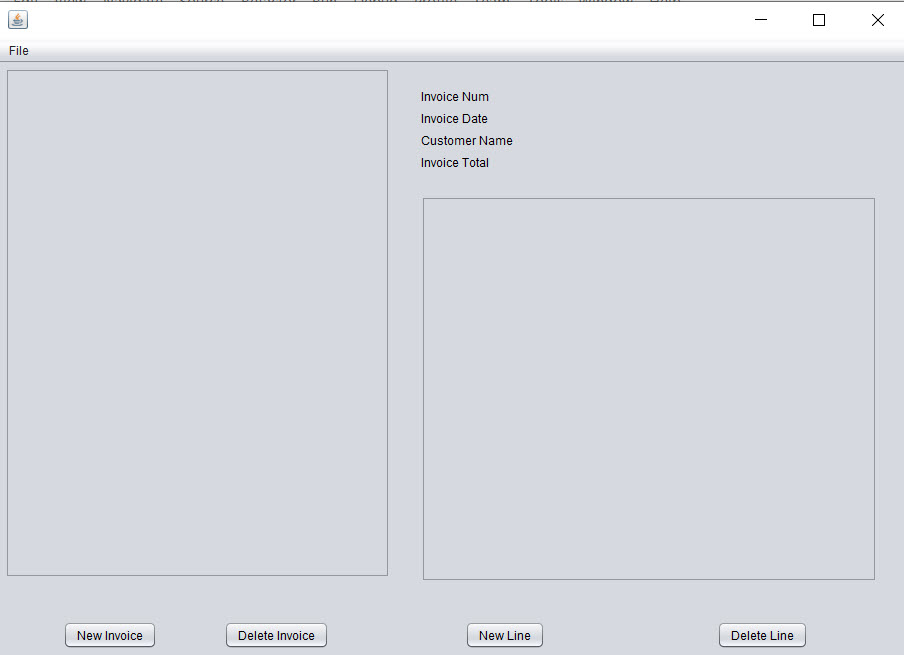 File
Invoice Num
Invoice Date
Customer Name
Invoice Total
New Invoice
Delete Invoice
New Line
Delete Line